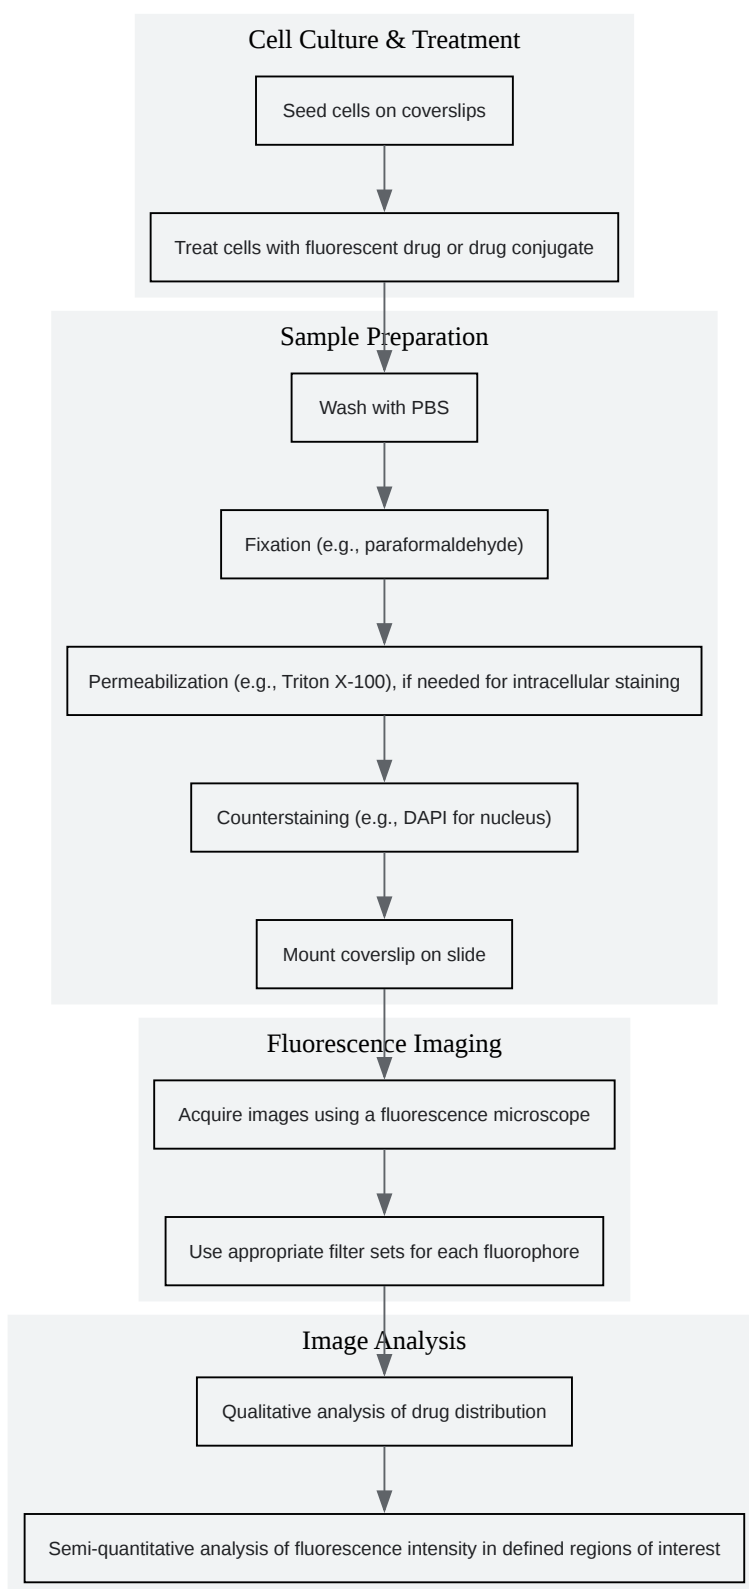 Cell Culture & Treatment
Seed cells on coverslips
Treat cells with fluorescent drug or drug conjugate
Sample Preparation
Wash with PBS
Fixation (e.g., paraformaldehyde)
Permeabilization (e.g., Triton X-100), if needed for intracellular staining
Counterstaining (e.g., DAPI for nucleus)
Mount coverslip on slide
Fluorescence Imaging
Acquire images using a fluorescence microscope
Use appropriate filter sets for each fluorophore
Image Analysis
Qualitative analysis of drug distribution
Semi-quantitative analysis of fluorescence intensity in defined regions of interest